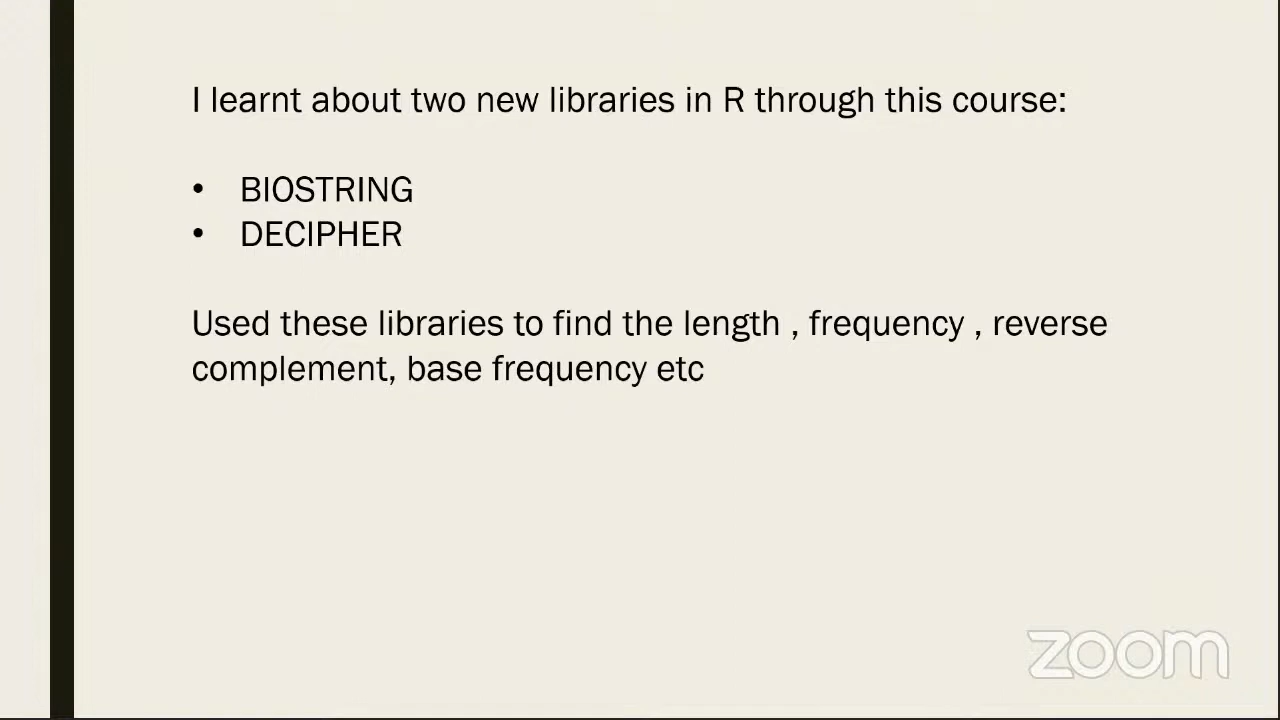 I learnt about two new libraries in R through this course:
• BIOSTRING
• DECIPHER
Used these libraries to find the length , frequency , reverse
complement, base frequency etc
zoom